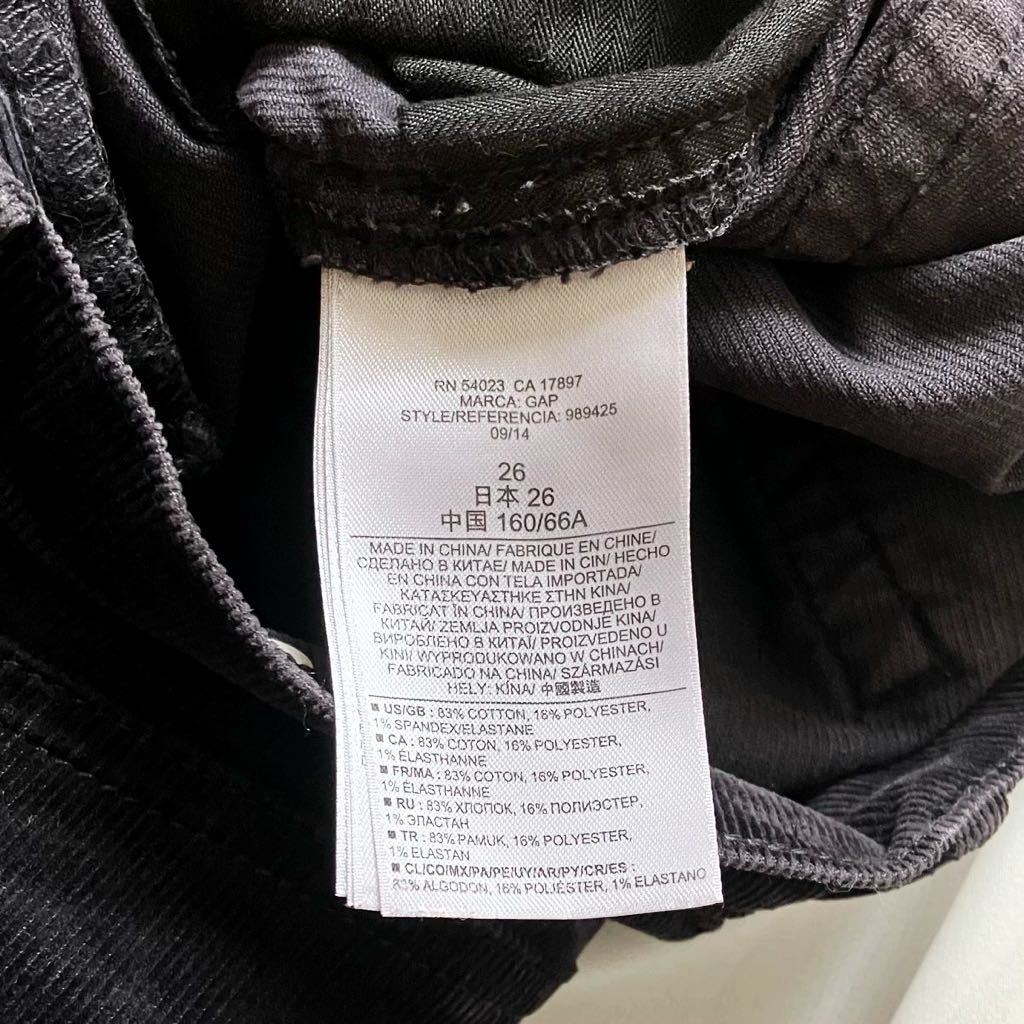 RN 54023 CA 17897
MARCA: GAP
STYLE/REFERENCIA: 989425
09/14
26
日本 26
中国 160/66A
MADE IN CHINA/ FABRIQUE EN CHINE/
СДЕЛАНО В КИТАЕ/ MADE IN CIN/ HECHO
EN CHINA CON TELA IMPORTADA/
ΚΑΤΑΣΚΕΥΑΣΤΗΚΕ ΣΤΗΝ ΚΙΝΑ/
FABRICAT ÎN CHINA/ ПРОИЗВЕДЕНО В
КИТАЙ/ ZEMLJA PROIZVODNJE KINA/
ВИРОБЛЕНО В КИТАЇ/ PROIZVEDENO U
KINI/ WYPRODUKOWANO W CHINACH/
FABRICADO NA CHINA/ SZÁRMAZÁSI
HELY: KÍNA/ 中國製造
US/GB : 83% COTTON, 16% POLYESTER,
1% SPANDEX/ELASTANE
CA : 83% COTON, 16% POLYESTER,
1% ÉLASTHANNE
FR/MA : 83% COTON, 16% POLYESTER,
1% ÉLASTHANNE
RU : 83% ХЛОПОК, 16% ПОЛИЭСТЕР,
1% ЭЛАСТАН
TR : 83% PAMUK, 16% POLYESTER,
1% ELASTAN
CL/CO/MX/PA/PE/UY/AR/PY/CR/ES :
83% ALGODON, 16% POLIÉSTER, 1% ELASTANO